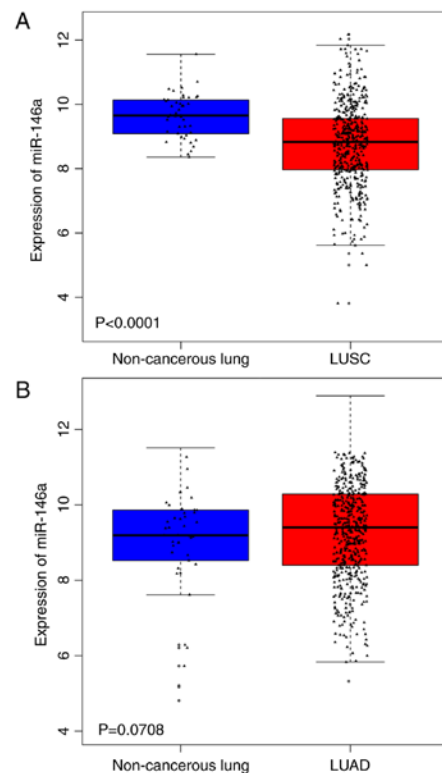 A
Expression of miR-146a
12
10
8
6
4
P<0.0001
Non-cancerous lung LUSC
B
Expression of miR-146a
12
10
8
6
4
P=0.0708
Non-cancerous lung LUAD